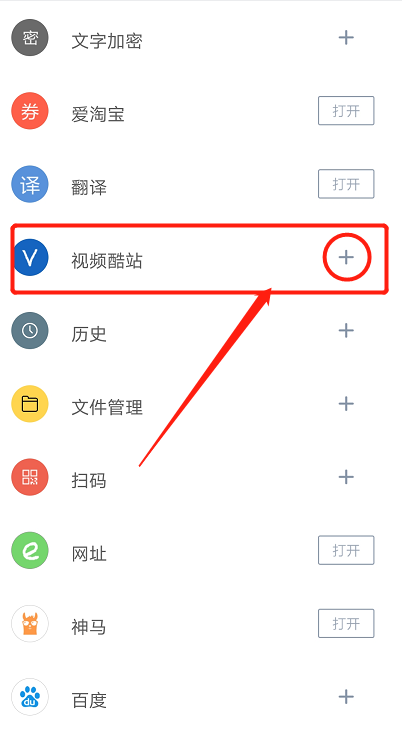 密 文字加密
券 爱淘宝 打开
译 翻译 打开
V 视频酷站
历史
文件管理
扫码
e 网址 打开
神马 打开
du 百度